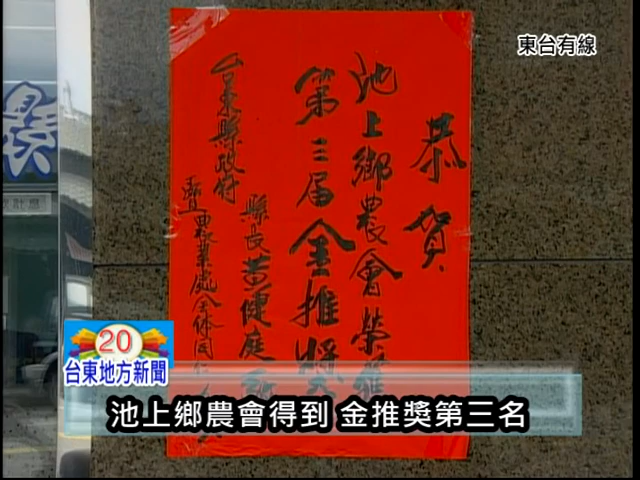 東台有線
恭賀
池上鄉農會榮獲
第三屆金推獎
縣長黃健庭
台東縣政府
暨農業處全体同仁
20
台東地方新聞
池上鄉農會得到 金推獎第三名